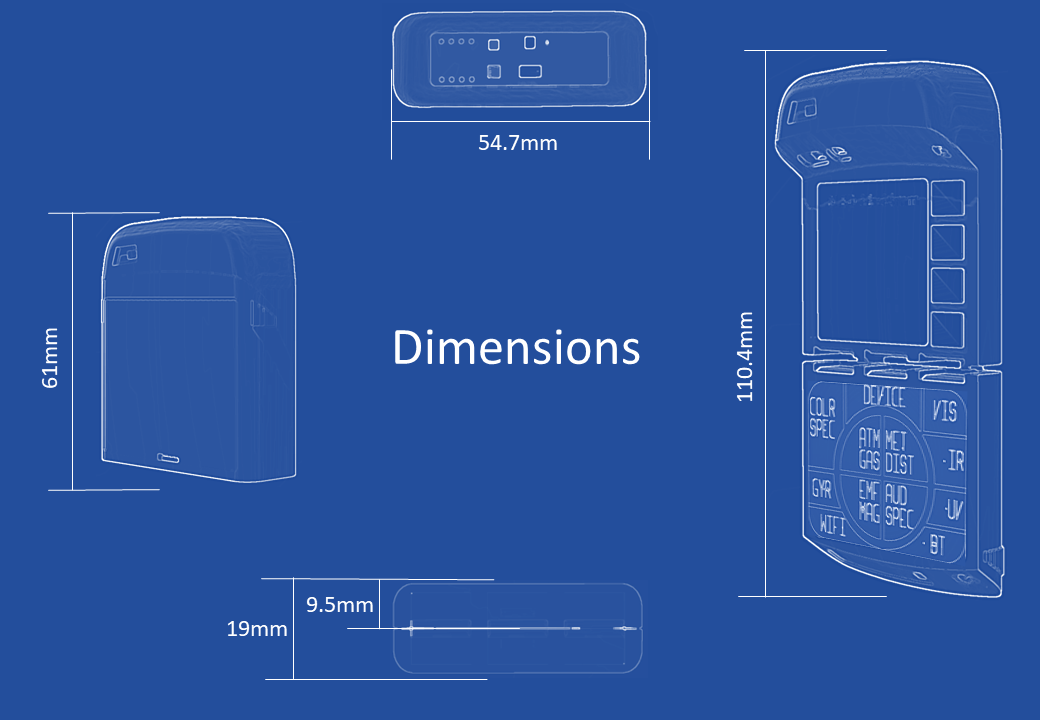 54.7mm
61mm
Dimensions
110.4mm
DEVICE
COLR
SPEC
VIS
ATM MET
GAS DIST
IR
EMF AUD
MAG SPEC
GYR
UV
WIFI
BT
9.5mm
19mm